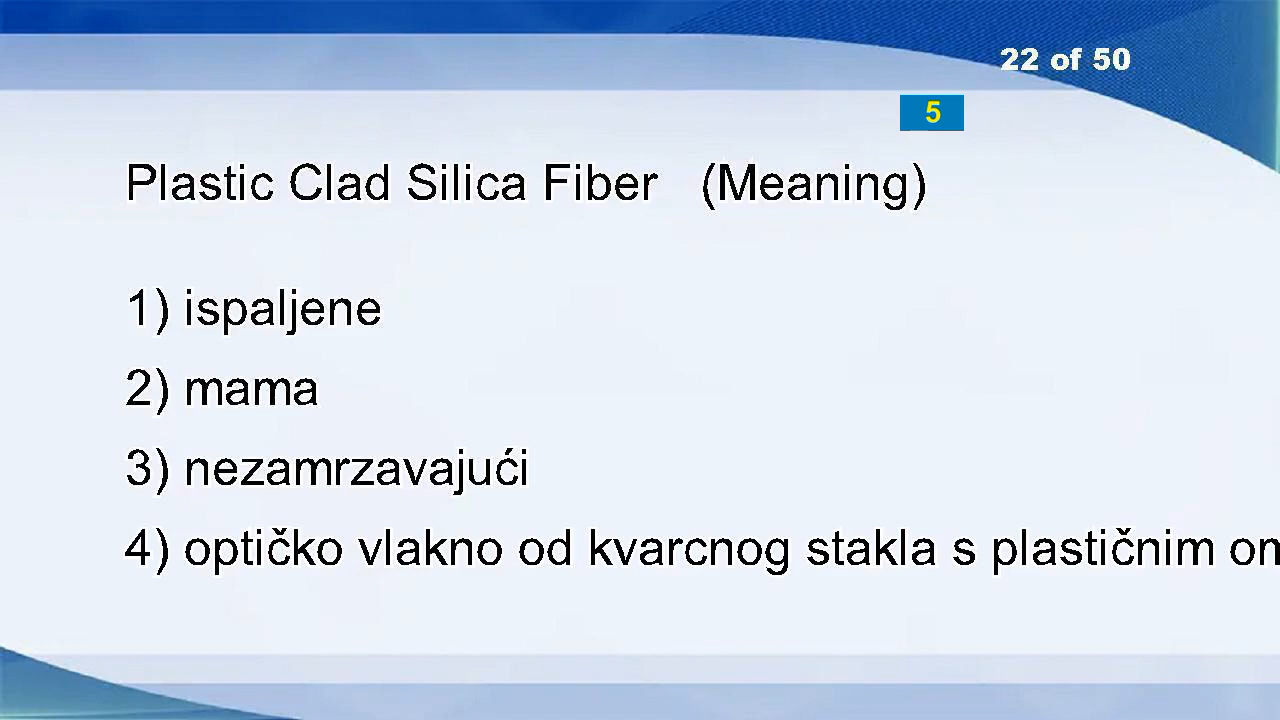 22 of 50
5
Plastic Clad Silica Fiber (Meaning)
1) ispaljene
2) mama
3) nezamrzavajući
4) optičko vlakno od kvarcnog stakla s plastičnim